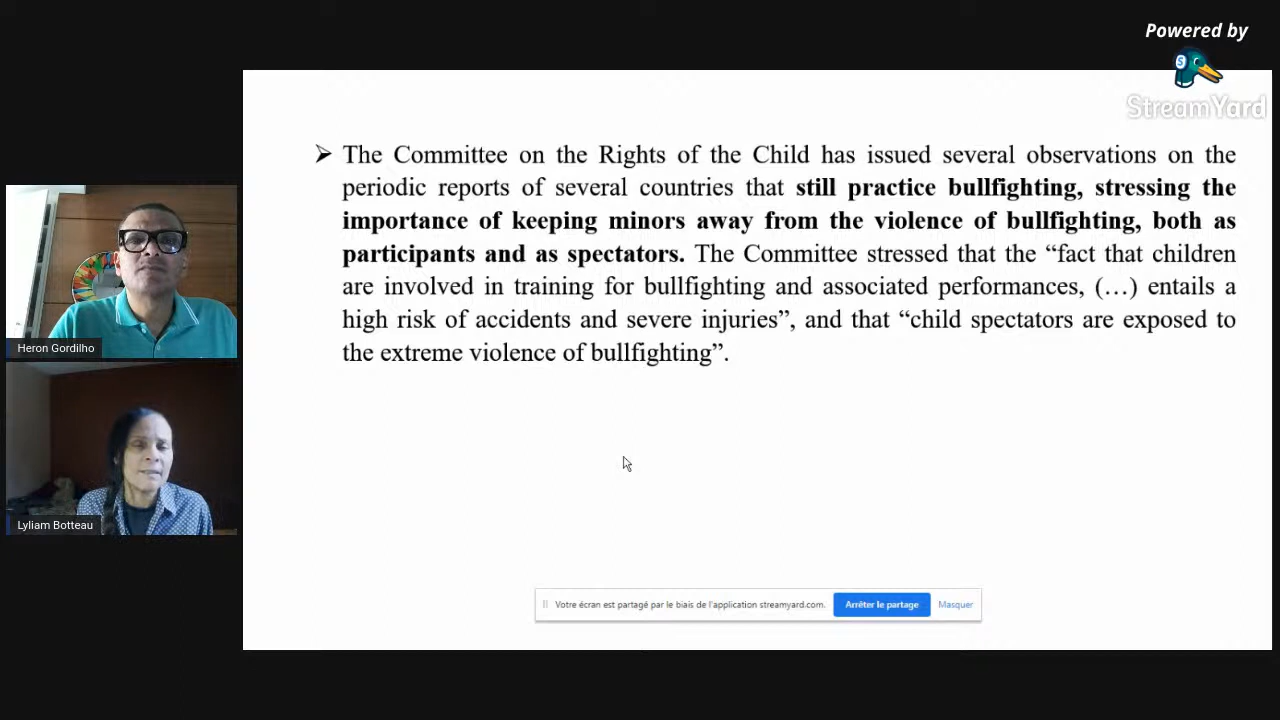 Powered by
S
StreamYard
➤ The Committee on the Rights of the Child has issued several observations on the
periodic reports of several countries that still practice bullfighting, stressing the
importance of keeping minors away from the violence of bullfighting, both as
participants and as spectators. The Committee stressed that the “fact that children
are involved in training for bullfighting and associated performances, (…) entails a
high risk of accidents and severe injuries”, and that “child spectators are exposed to
the extreme violence of bullfighting”.
Heron Gordilho
Lyliam Botteau
Votre écran est partagé par le biais de l'application streamyard.com. Arrêter le partage Masquer